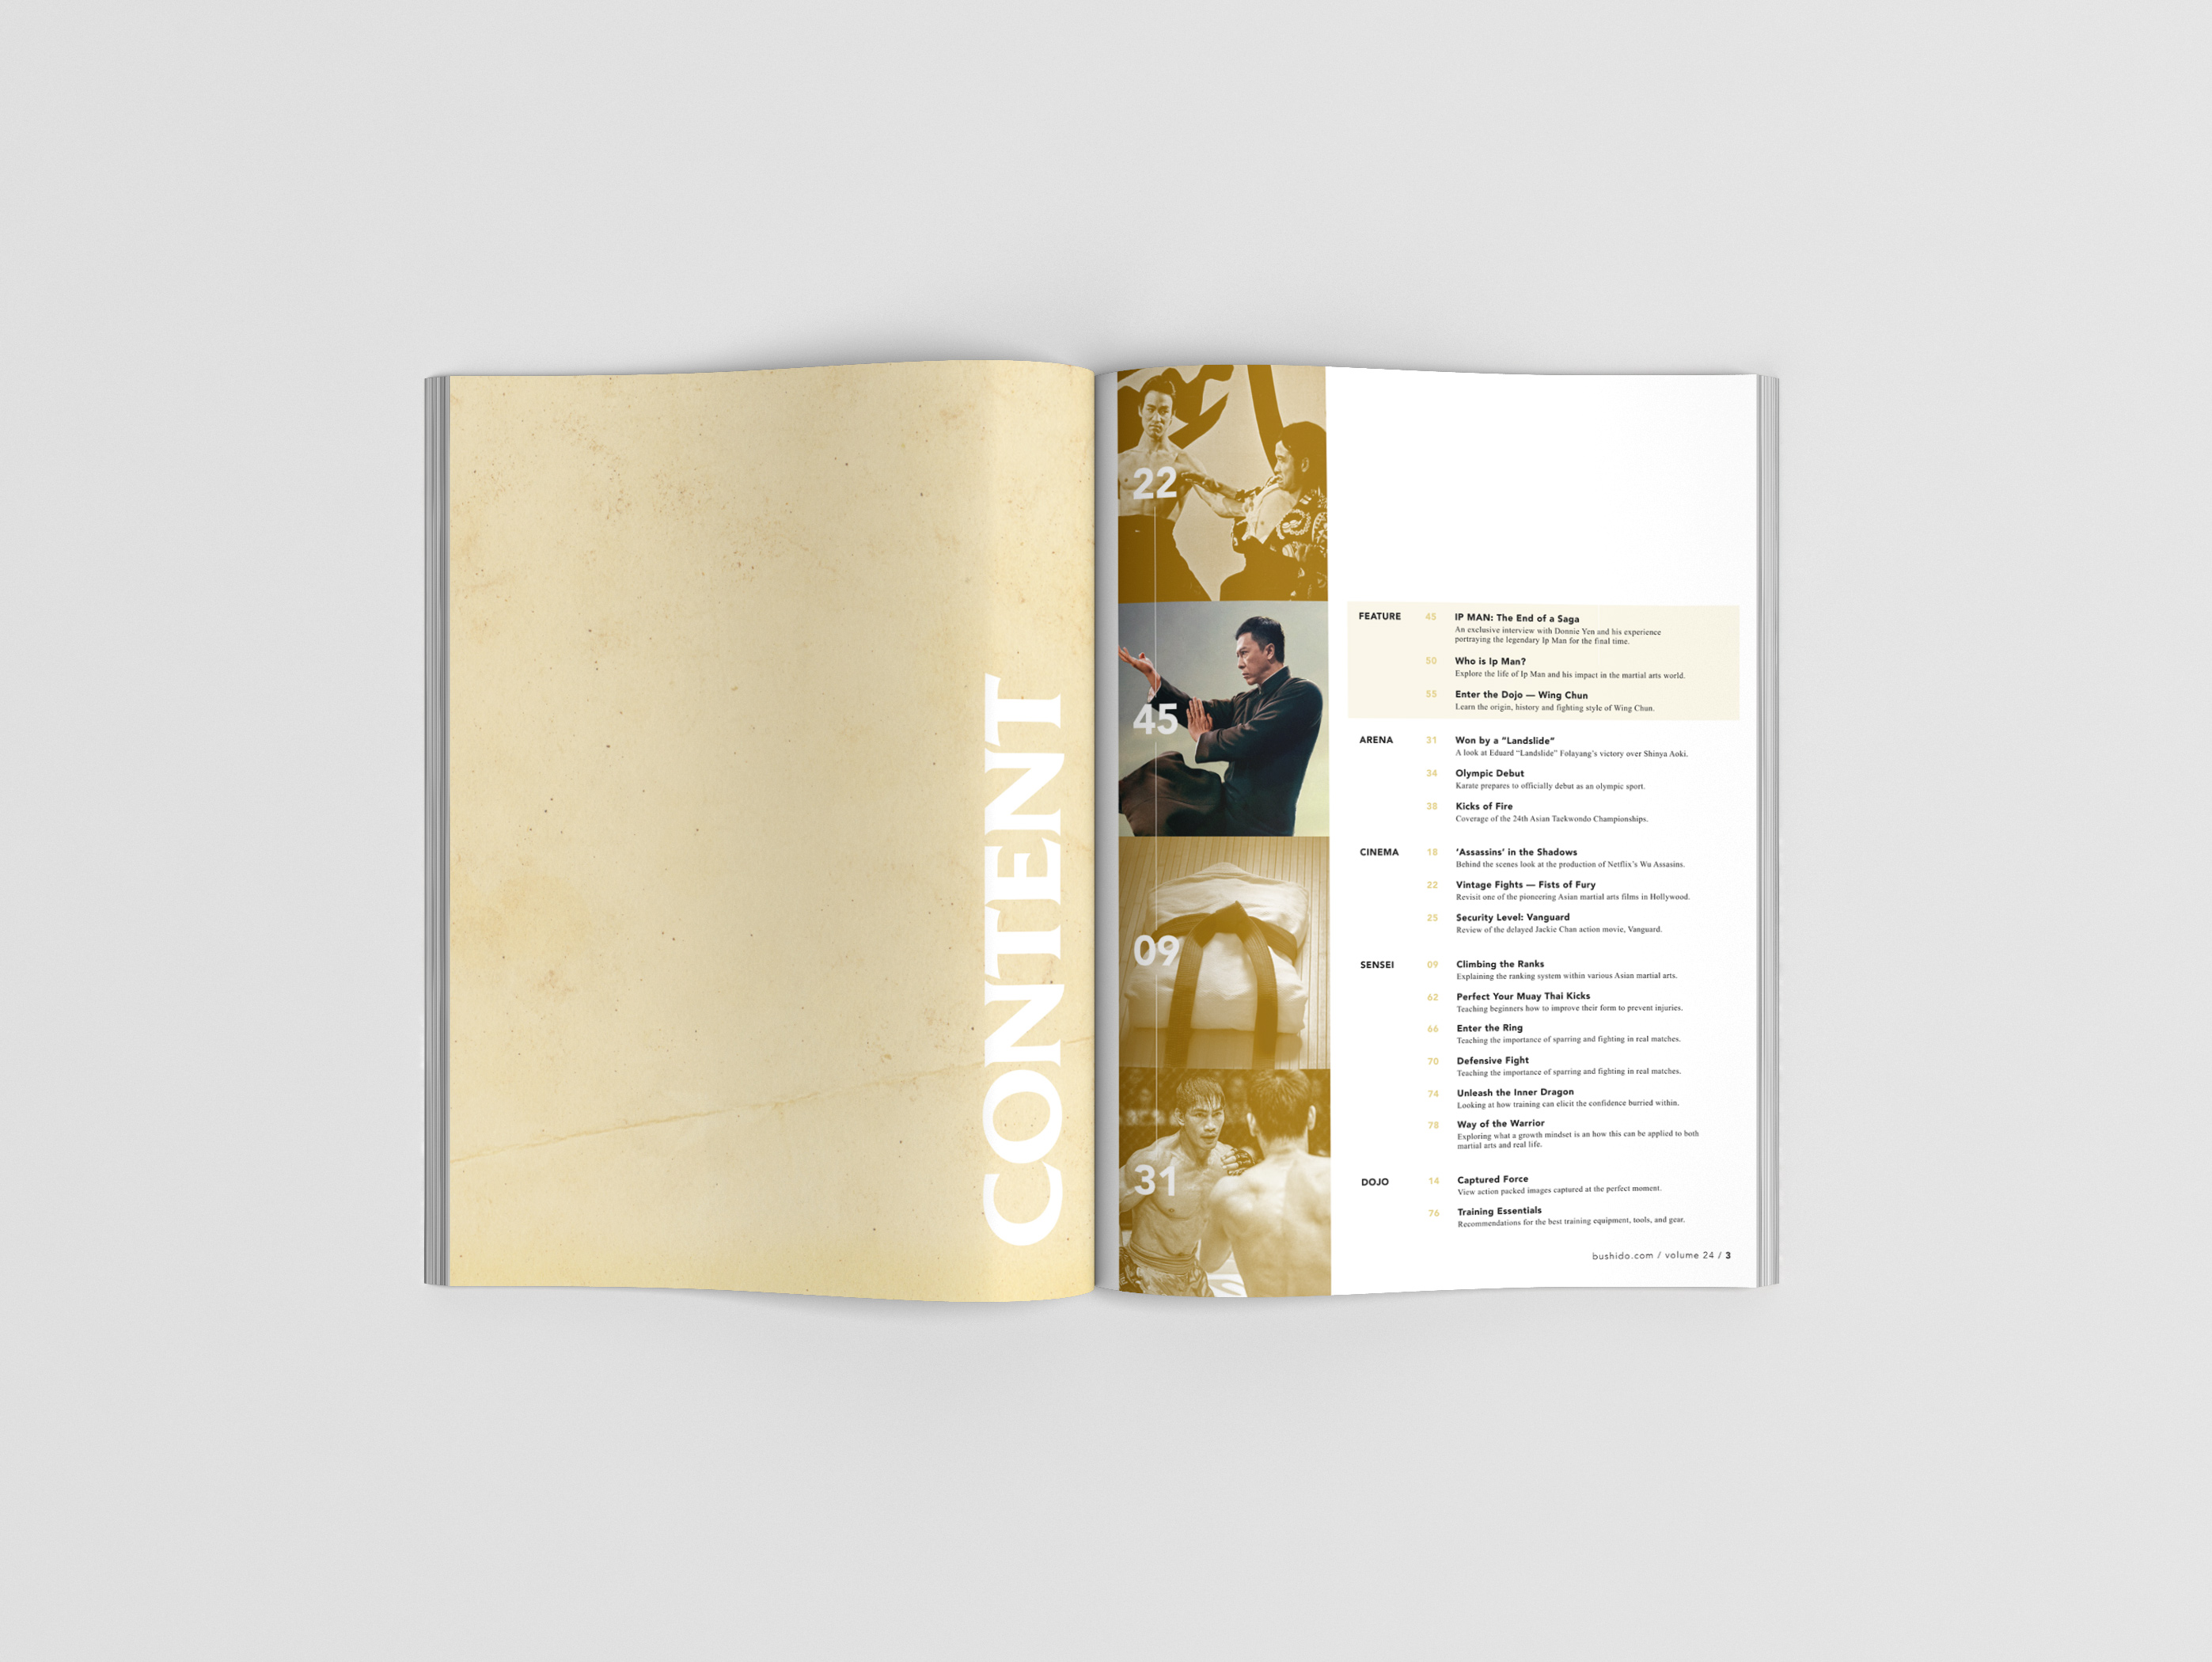 CONTENT
22
45
09
31
FEATURE
45 IP MAN: The End of a Saga
An exclusive interview with Donnie Yen and his experience
portraying the legendary Ip Man for the final time.
50 Who is Ip Man?
Explore the life of Ip Man and his impact in the martial arts world.
55 Enter the Dojo — Wing Chun
Learn the origin, history and fighting style of Wing Chun.
ARENA
31 Won by a "Landslide"
A look at Eduard “Landslide” Folayang’s victory over Shinya Aoki.
34 Olympic Debut
Karate prepares to officially debut as an olympic sport.
38 Kicks of Fire
Coverage of the 24th Asian Taekwondo Championships.
CINEMA
18 ‘Assassins’ in the Shadows
Behind the scenes look at the production of Netflix’s Wu Assasins.
22 Vintage Fights — Fists of Fury
Revisit one of the pioneering Asian martial arts films in Hollywood.
25 Security Level: Vanguard
Review of the delayed Jackie Chan action movie, Vanguard.
SENSEI
09 Climbing the Ranks
Explaining the ranking system within various Asian martial arts.
62 Perfect Your Muay Thai Kicks
Teaching beginners how to improve their form to prevent injuries.
66 Enter the Ring
Teaching the importance of sparring and fighting in real matches.
70 Defensive Fight
Teaching the importance of sparring and fighting in real matches.
74 Unleash the Inner Dragon
Looking at how training can elicit the confidence burried within.
78 Way of the Warrior
Exploring what a growth mindset is an how this can be applied to both
martial arts and real life.
DOJO
14 Captured Force
View action packed images captured at the perfect moment.
76 Training Essentials
Recommendations for the best training equipment, tools, and gear.
bushido.com / volume 24 / 3